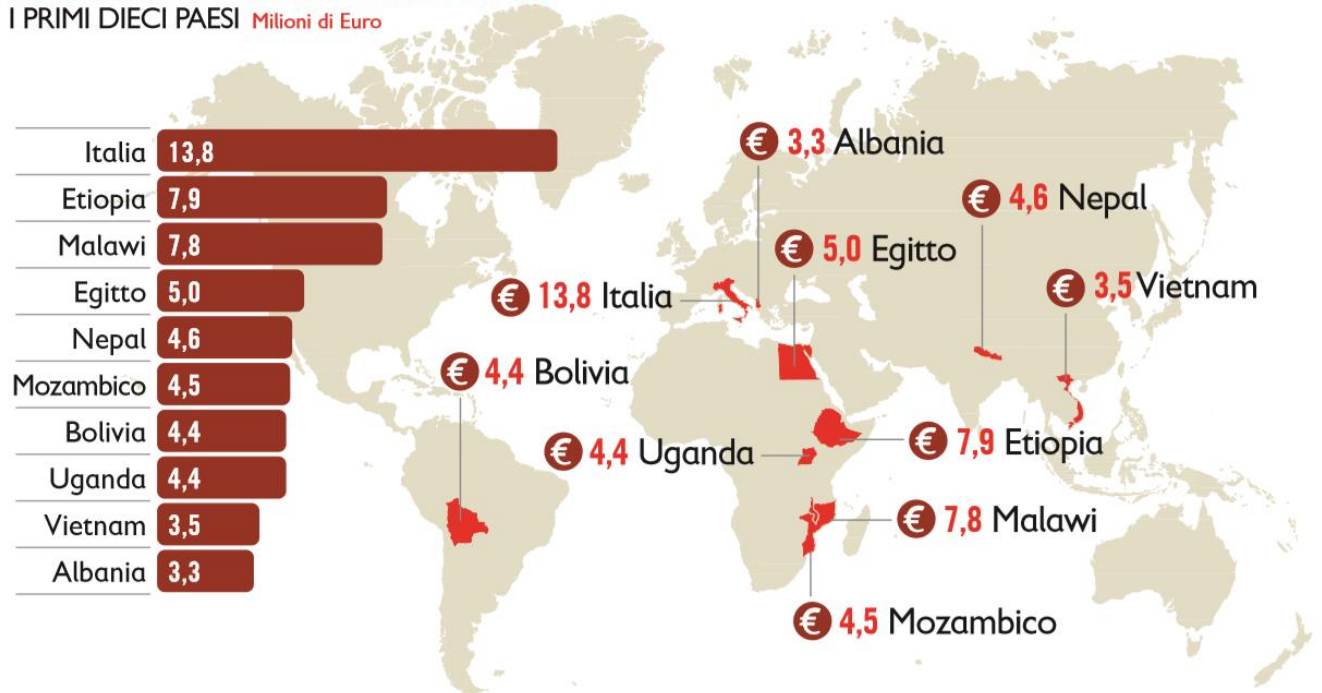 I PRIMI DIECI PAESI Milioni di Euro
Italia 13,8
Etiopia 7,9
Malawi 7,8
Egitto 5,0
Nepal 4,6
Mozambico 4,5
Bolivia 4,4
Uganda 4,4
Vietnam 3,5
Albania 3,3
€ 3,3 Albania
€ 4,6 Nepal
€ 5,0 Egitto
€ 13,8 Italia
€ 3,5 Vietnam
€ 4,4 Bolivia
€ 4,4 Uganda
€ 7,9 Etiopia
€ 7,8 Malawi
€ 4,5 Mozambico